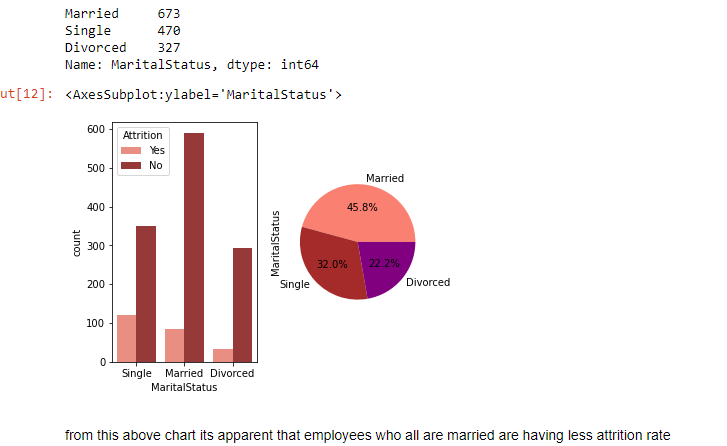 Married     673
Single      470
Divorced    327
Name: MaritalStatus, dtype: int64
ut[12]: <AxesSubplot:ylabel='MaritalStatus'>
600
500
400
300
200
100
0
count
Attrition
Yes
No
Single Married Divorced
MaritalStatus
MaritalStatus
Married
45.8%
32.0%
22.2%
Single
Divorced
from this above chart its apparent that employees who all are married are having less attrition rate